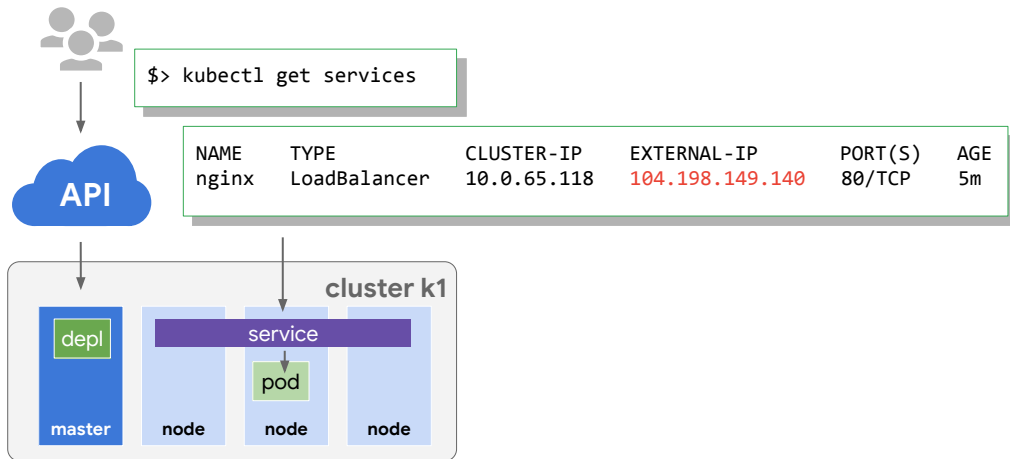 $> kubectl get services
NAME TYPE CLUSTER-IP EXTERNAL-IP PORT(S) AGE
nginx LoadBalancer 10.0.65.118 104.198.149.140 80/TCP 5m
API
cluster k1
depl
service
pod
master node node node